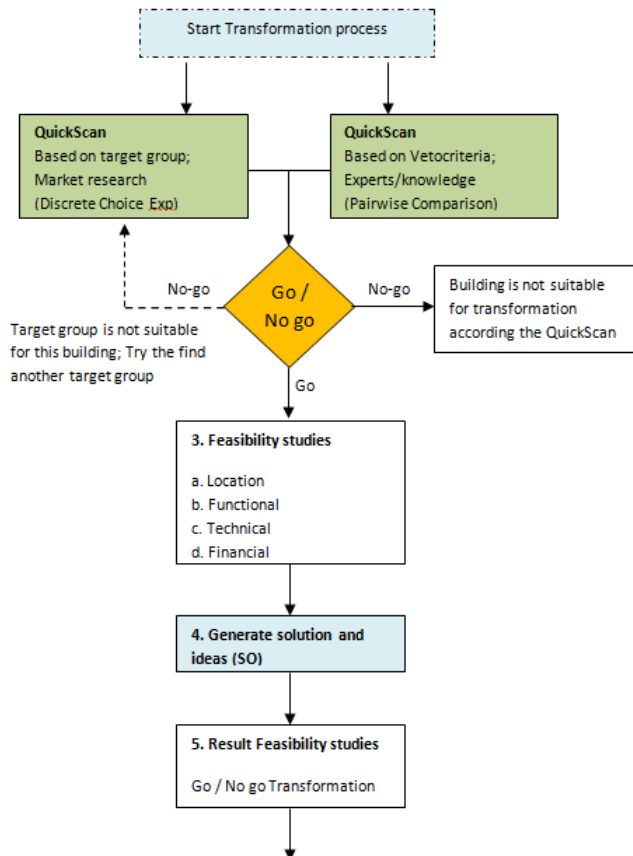 Start Transformation process
QuickScan
Based on target group;
Market research
(Discrete Choice Exp)
QuickScan
Based on Vetocriteria;
Experts/knowledge
(Pairwise Comparison)
No-go
Go /
No go
No-go
Building is not suitable
for transformation
according the QuickScan
Target group is not suitable
for this building; Try the find
another target group
Go
3. Feasibility studies
a. Location
b. Functional
c. Technical
d. Financial
4. Generate solution and
ideas (SO)
5. Result Feasibility studies
Go / No go Transformation